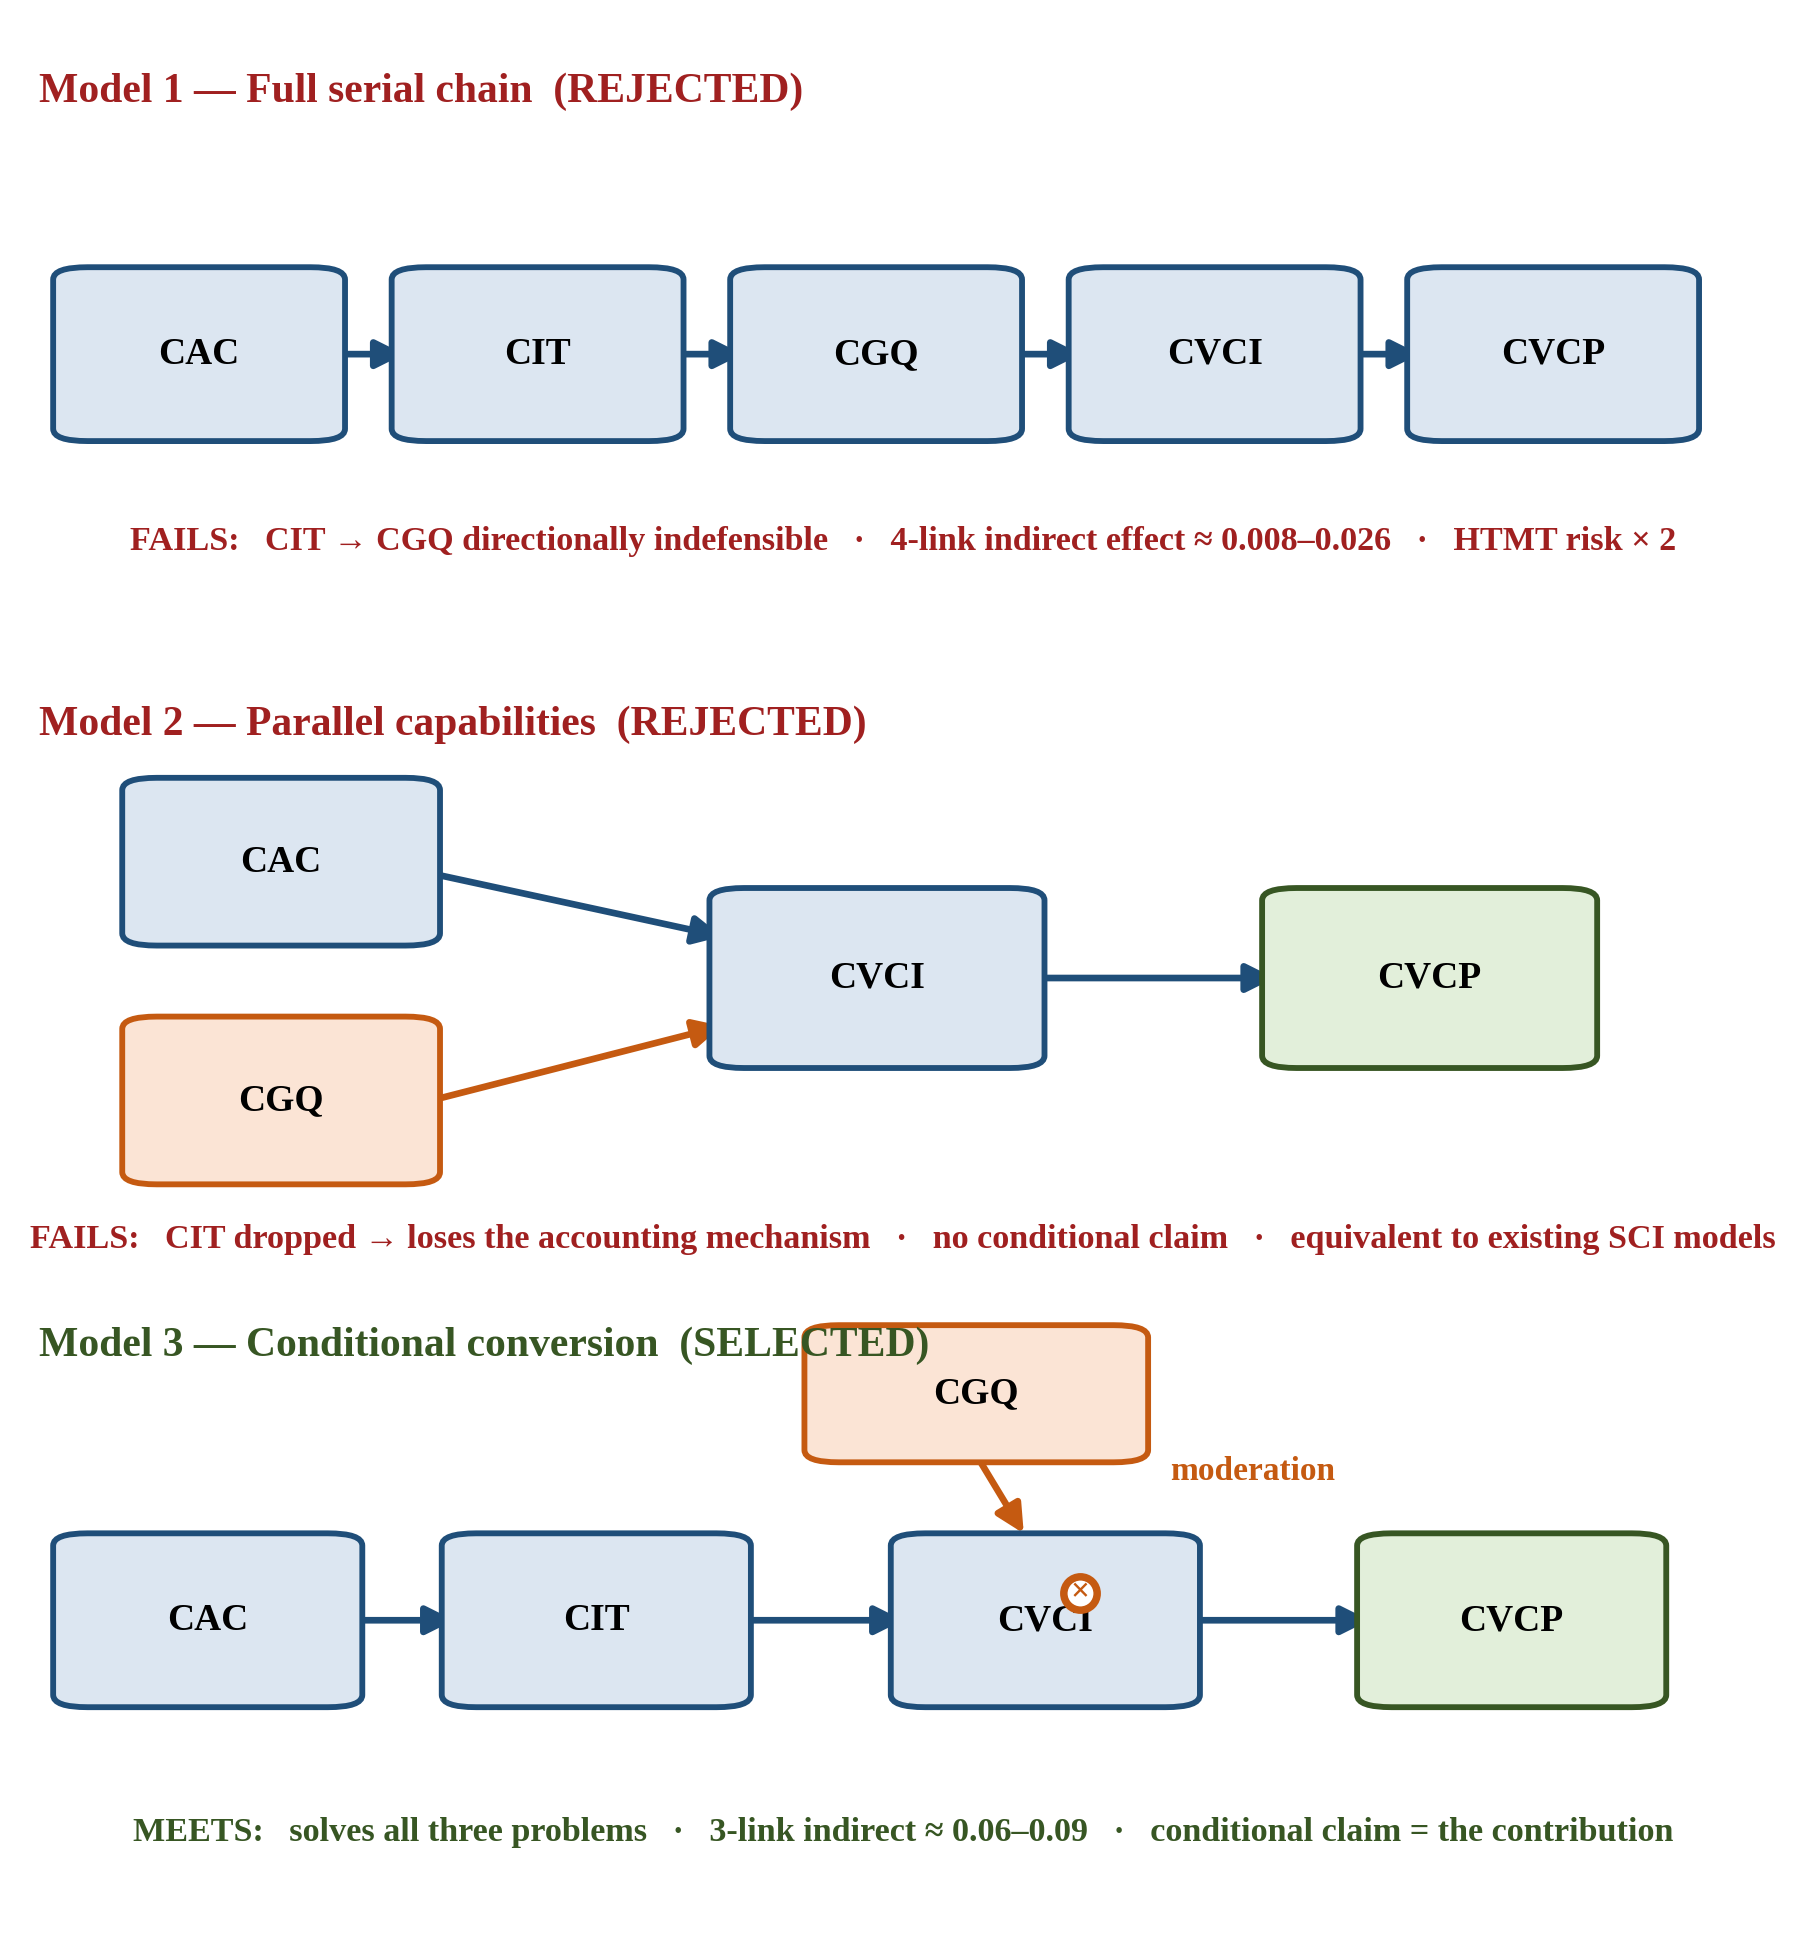 Model 1 — Full serial chain (REJECTED)
CAC
CIT
CGQ
CVCI
CVCP
FAILS: CIT → CGQ directionally indefensible · 4-link indirect effect ≈ 0.008–0.026 · HTMT risk × 2
Model 2 — Parallel capabilities (REJECTED)
CAC
CVCI
CVCP
CGQ
FAILS: CIT dropped → loses the accounting mechanism · no conditional claim · equivalent to existing SCI models
Model 3 — Conditional conversion (SELECTED)
CGQ
moderation
×
CAC
CIT
CVCI
CVCP
MEETS: solves all three problems · 3-link indirect ≈ 0.06–0.09 · conditional claim = the contribution